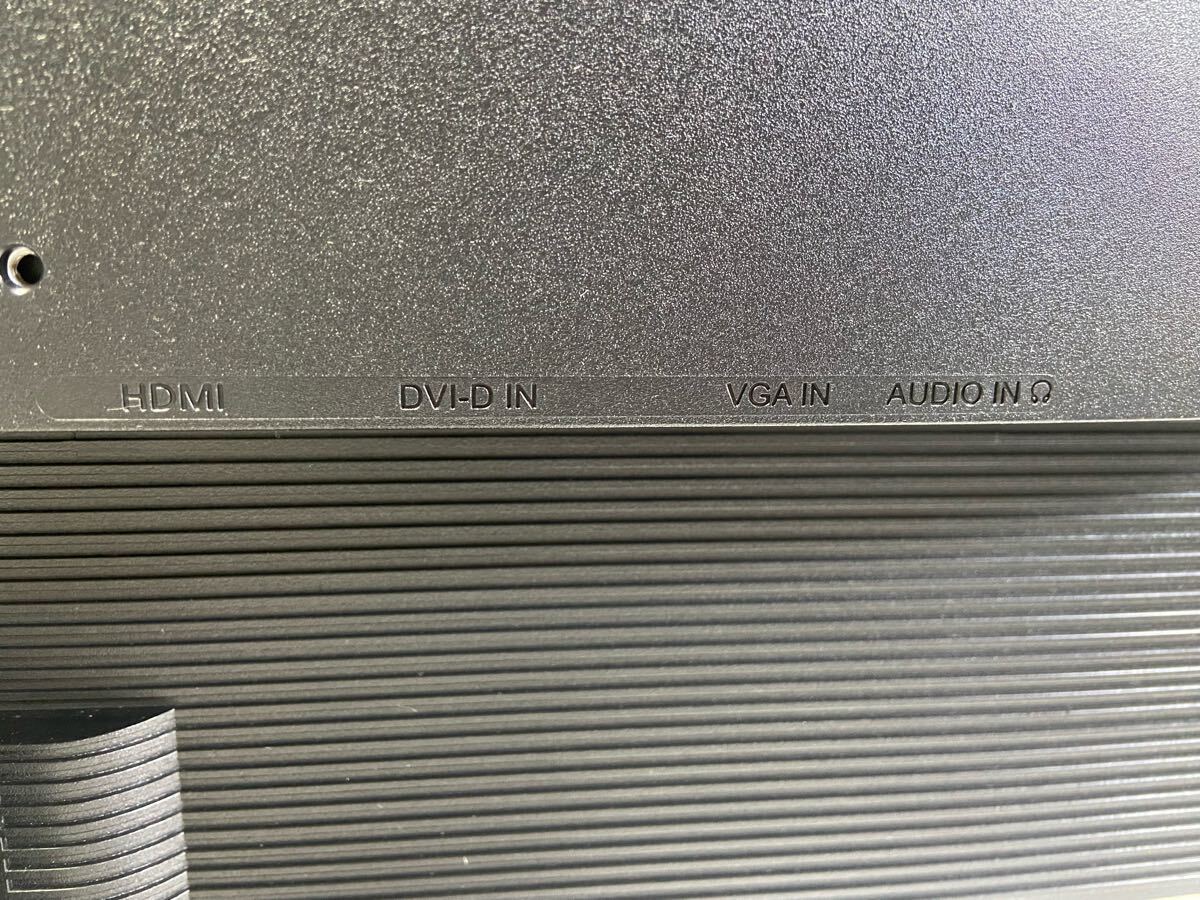 HDMI DVI-D IN VGA IN AUDIO IN 🎧